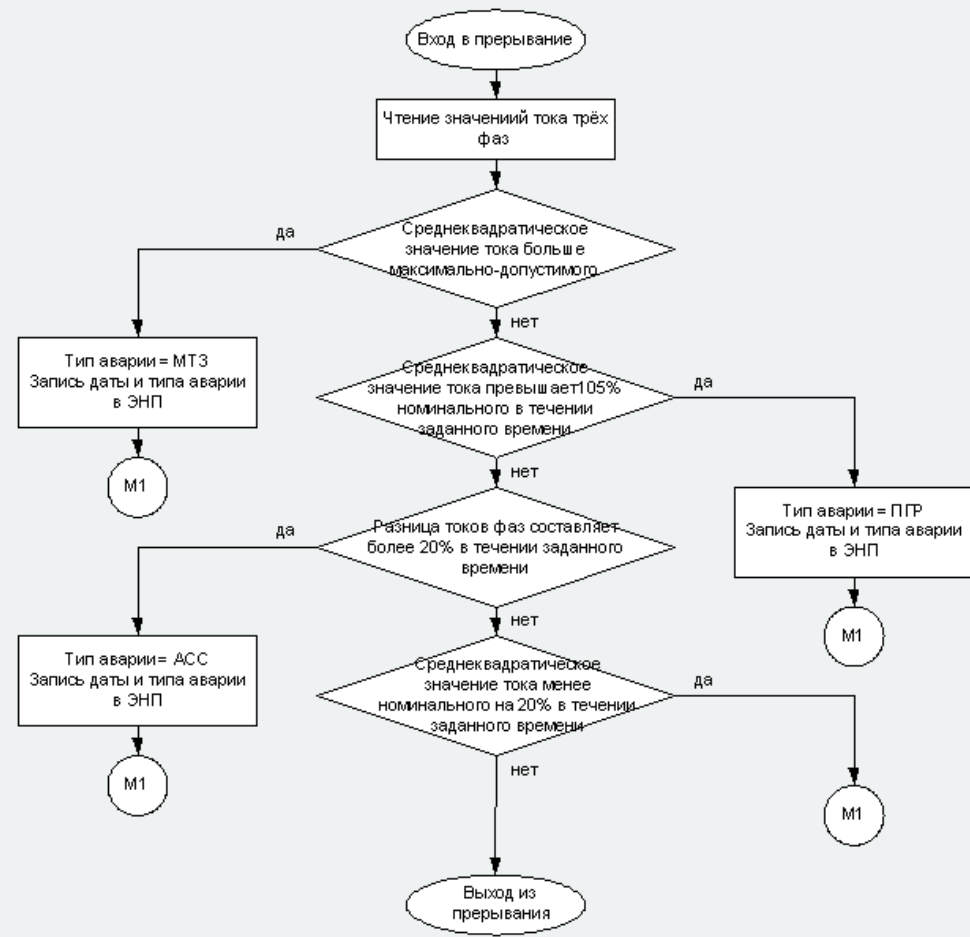 Вход в прерывание
Чтение значениий тока трёх
фаз
да
Среднеквадратическое
значение тока больше
максимально-допустимого
нет
Тип аварии = МТЗ
Запись даты и типа аварии
в ЭНП
М1
Среднеквадратическое
значение тока превышает105%
номинального в течении
заданного времени
да
нет
Тип аварии = ПГР
Запись даты и типа аварии
в ЭНП
М1
да
Разница токов фаз составляет
более 20% в течении заданного
времени
нет
Тип аварии= АСС
Запись даты и типа аварии
в ЭНП
М1
Среднеквадратическое
значение тока менее
номинального на 20% в течении
заданного времени
да
М1
нет
Выход из
прерывания